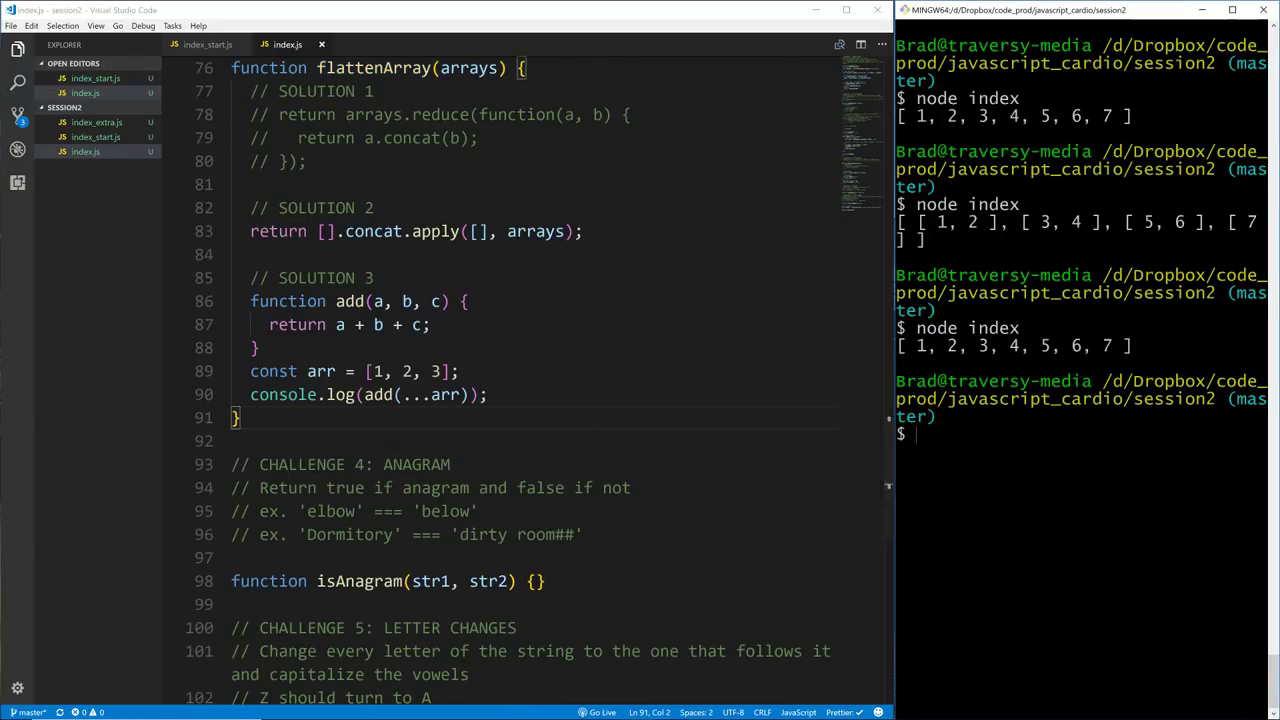 index.js - session2 - Visual Studio Code
File Edit Selection View Go Debug Tasks Help
EXPLORER
OPEN EDITORS
index_start.js U
index.js U
SESSION2
index_extra.js U
index_start.js U
index.js U
3
index_start.js index.js
76 function flattenArray(arrays) {
77 // SOLUTION 1
78 // return arrays.reduce(function(a, b) {
79 // return a.concat(b);
80 // });
81
82 // SOLUTION 2
83 return [].concat.apply([], arrays);
84
85 // SOLUTION 3
86 function add(a, b, c) {
87 return a + b + c;
88 }
89 const arr = [1, 2, 3];
90 console.log(add(...arr));
91 }
92
93 // CHALLENGE 4: ANAGRAM
94 // Return true if anagram and false if not
95 // ex. 'elbow' === 'below'
96 // ex. 'Dormitory' === 'dirty room##'
97
98 function isAnagram(str1, str2) {}
99
100 // CHALLENGE 5: LETTER CHANGES
101 // Change every letter of the string to the one that follows it
and capitalize the vowels
102 // Z should turn to A
master* 0 0 Go Live Ln 91, Col 2 Spaces: 2 UTF-8 CRLF JavaScript Prettier: ✓
MINGW64:/d/Dropbox/code_prod/javascript_cardio/session2
Brad@traversy-media /d/Dropbox/code_
prod/javascript_cardio/session2 (mas
ter)
$ node index
[ 1, 2, 3, 4, 5, 6, 7 ]
Brad@traversy-media /d/Dropbox/code_
prod/javascript_cardio/session2 (mas
ter)
$ node index
[ [ 1, 2 ], [ 3, 4 ], [ 5, 6 ], [ 7
] ]
Brad@traversy-media /d/Dropbox/code_
prod/javascript_cardio/session2 (mas
ter)
$ node index
[ 1, 2, 3, 4, 5, 6, 7 ]
Brad@traversy-media /d/Dropbox/code_
prod/javascript_cardio/session2 (mas
ter)
$